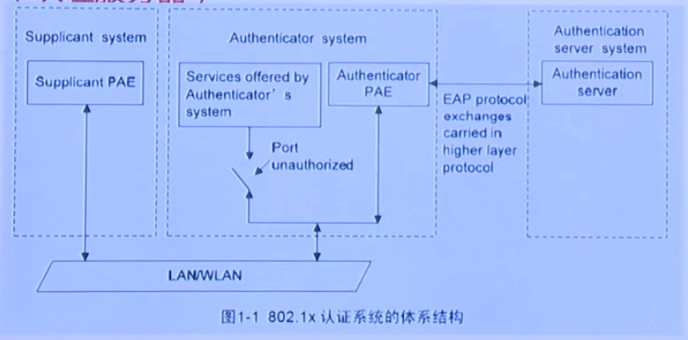 Supplicant system
Authenticator system
Authentication
server system
Supplicant PAE
Services offered by
Authenticator's
system
Authenticator
PAE
Authentication
server
EAP protocol
exchanges
carried in
higher layer
protocol
Port
unauthorized
LAN/WLAN
图1-1 802.1x 认证系统的体系结构